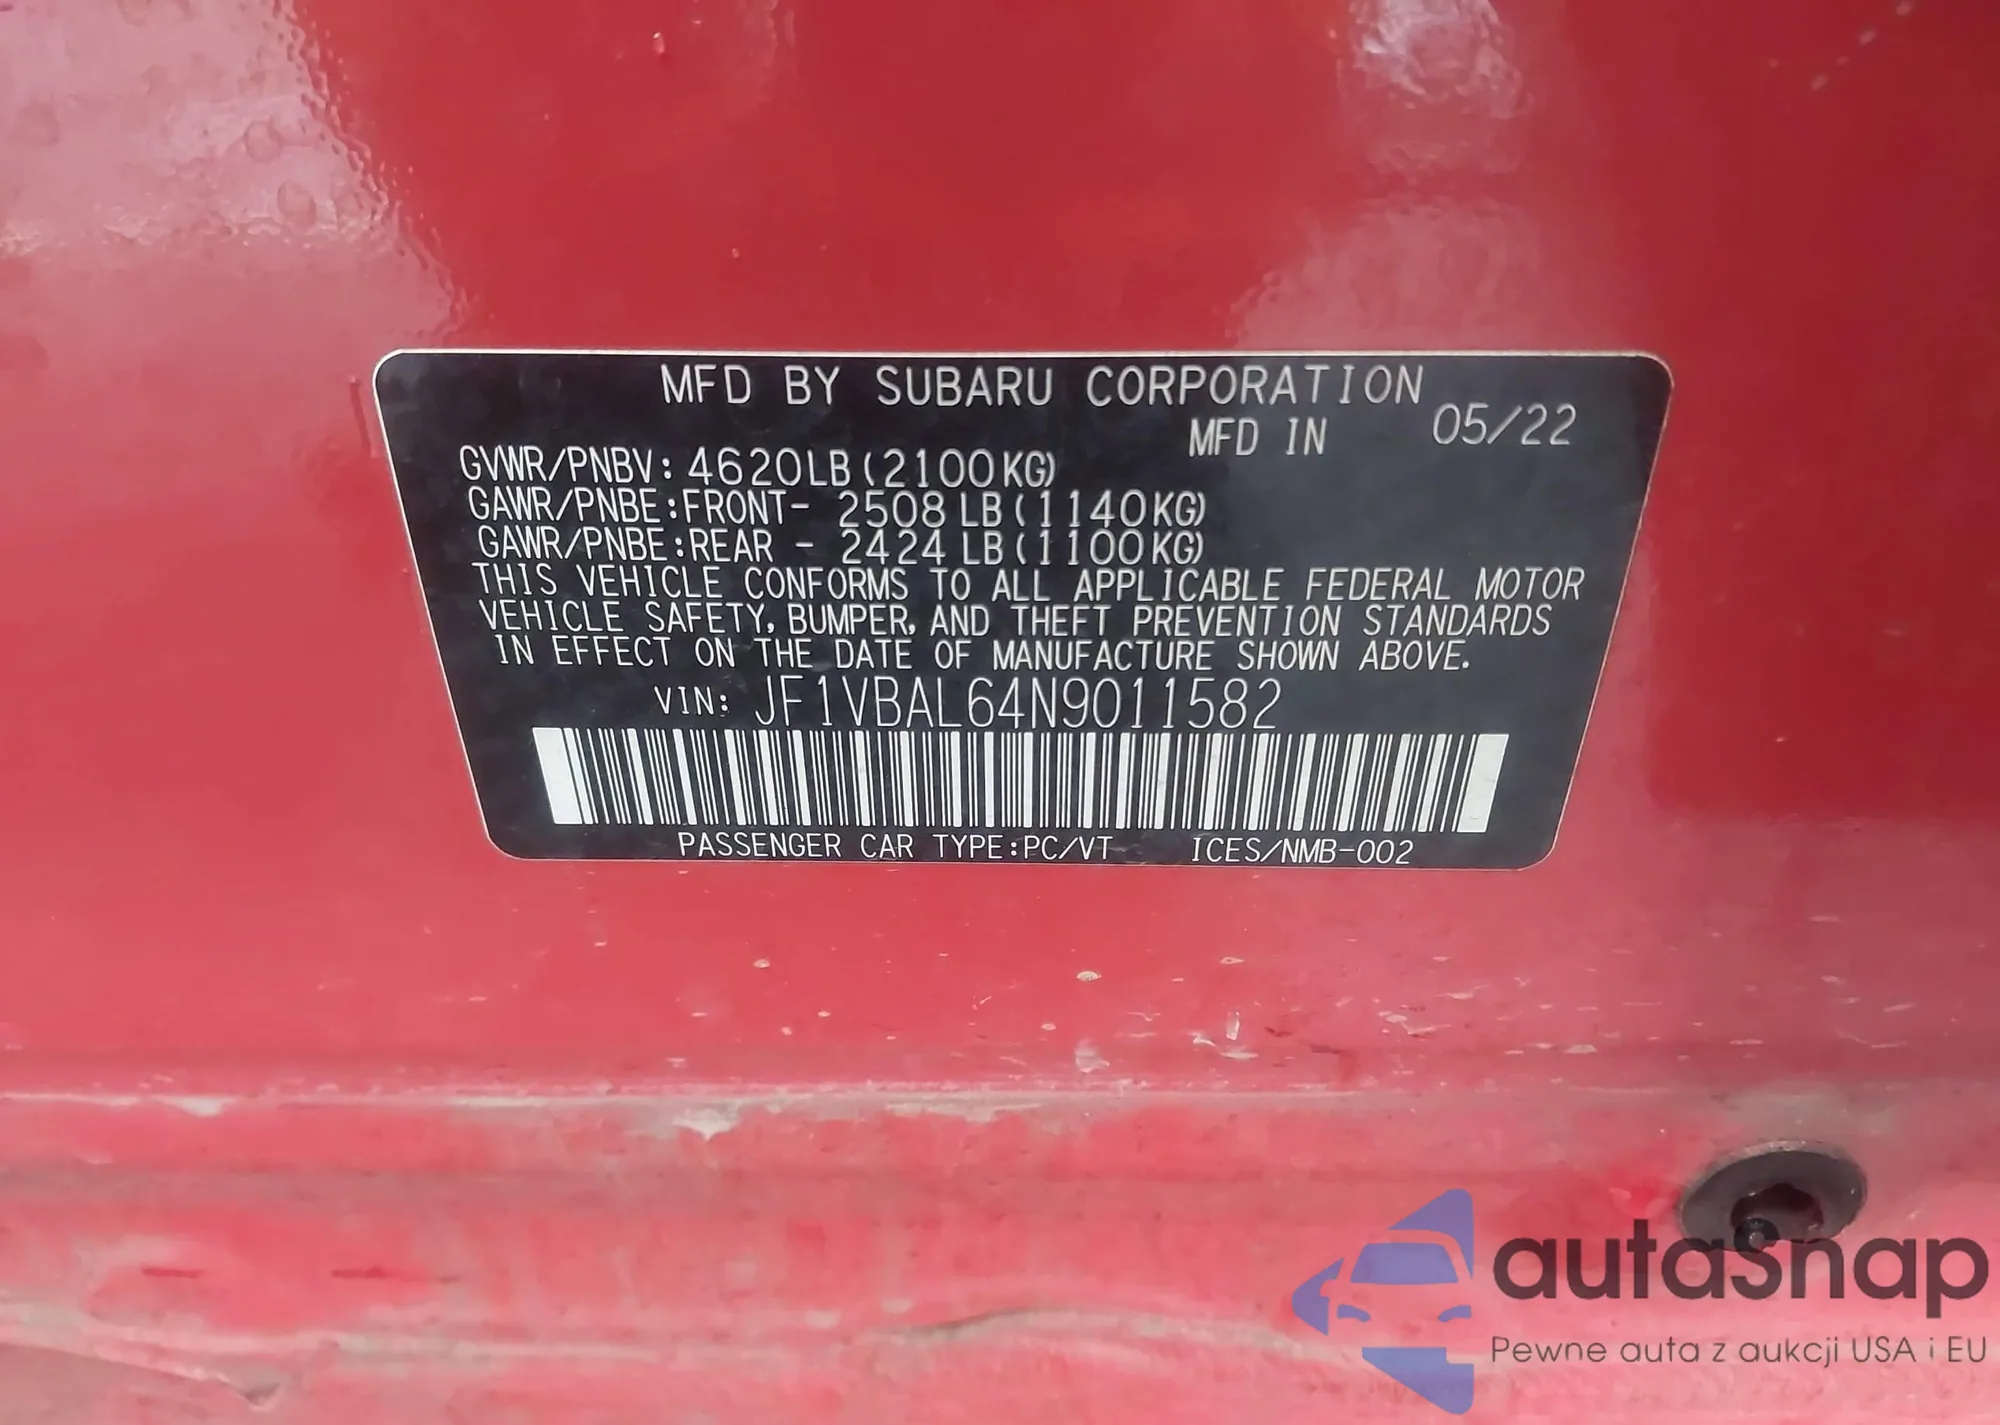 MFD BY SUBARU CORPORATION
MFD IN 05/22
GVWR/PNBV: 4620LB (2100KG)
GAWR/PNBE:FRONT- 2508 LB (1140KG)
GAWR/PNBE:REAR - 2424 LB (1100KG)
THIS VEHICLE CONFORMS TO ALL APPLICABLE FEDERAL MOTOR
VEHICLE SAFETY, BUMPER, AND THEFT PREVENTION STANDARDS
IN EFFECT ON THE DATE OF MANUFACTURE SHOWN ABOVE.
VIN: JF1VBAL64N9011582
PASSENGER CAR TYPE:PC/VT ICES/NMB-002
autasnap
Pewne auta z aukcji USA i EU